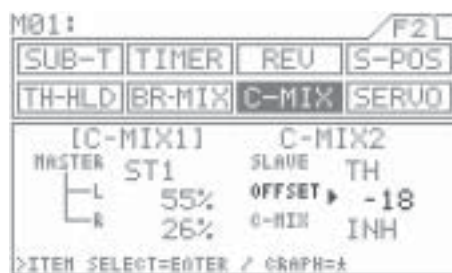 M01: F2
SUB-T TIMER REV S-POS
TH-HLD BR-MIX C-MIX SERVO
[C-MIX1] C-MIX2
MASTER ST1 SLAVE TH
L 55% OFFSET -18
R 26% C-MIX INH
>ITEM SELECT=ENTER / GRAPH=